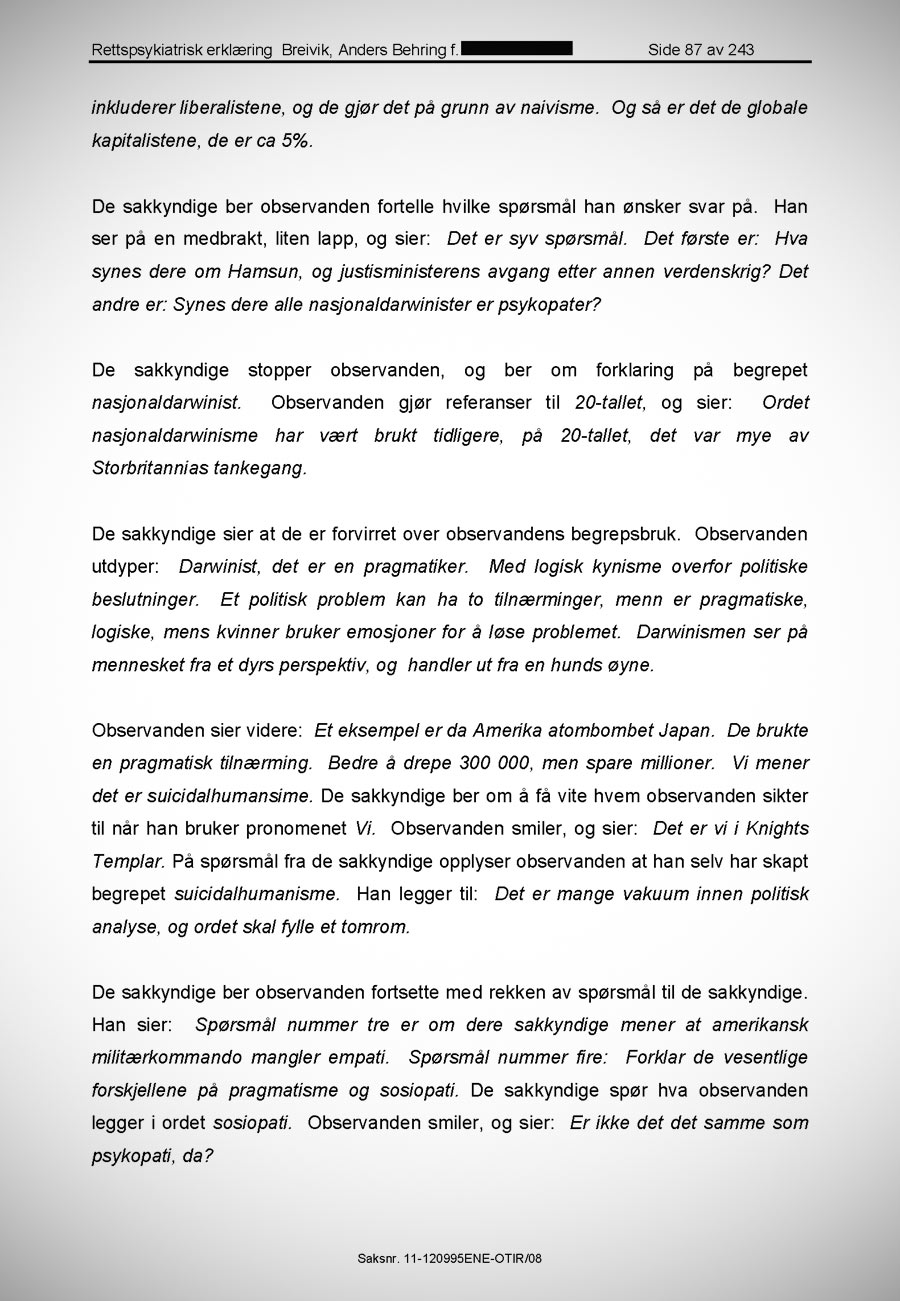 Rettspsykiatrisk erklæring  Breivik, Anders Behring f.  Side 87 av 243
inkluderer liberalistene, og de gjør det på grunn av naivisme.  Og så er det de globale
kapitalistene, de er ca 5%.
De sakkyndige ber observanden fortelle hvilke spørsmål han ønsker svar på.  Han
ser på en medbrakt, liten lapp, og sier:  Det er syv spørsmål.  Det første er:  Hva
synes dere om Hamsun, og justisministerens avgang etter annen verdenskrig? Det
andre er: Synes dere alle nasjonaldarwinister er psykopater?
De sakkyndige stopper observanden, og ber om forklaring på begrepet
nasjonaldarwinist.  Observanden gjør referanser til 20-tallet, og sier:  Ordet
nasjonaldarwinisme har vært brukt tidligere, på 20-tallet, det var mye av
Storbritannias tankegang.
De sakkyndige sier at de er forvirret over observandens begrepsbruk.  Observanden
utdyper:  Darwinist, det er en pragmatiker.  Med logisk kynisme overfor politiske
beslutninger.  Et politisk problem kan ha to tilnærminger, menn er pragmatiske,
logiske, mens kvinner bruker emosjoner for å løse problemet.  Darwinismen ser på
mennesket fra et dyrs perspektiv, og  handler ut fra en hunds øyne.
Observanden sier videre:  Et eksempel er da Amerika atombombet Japan.  De brukte
en pragmatisk tilnærming.  Bedre å drepe 300 000, men spare millioner.  Vi mener
det er suicidalhumansime. De sakkyndige ber om å få vite hvem observanden sikter
til når han bruker pronomenet Vi.  Observanden smiler, og sier:  Det er vi i Knights
Templar. På spørsmål fra de sakkyndige opplyser observanden at han selv har skapt
begrepet suicidalhumanisme.  Han legger til:  Det er mange vakuum innen politisk
analyse, og ordet skal fylle et tomrom.
De sakkyndige ber observanden fortsette med rekken av spørsmål til de sakkyndige.
Han sier:  Spørsmål nummer tre er om dere sakkyndige mener at amerikansk
militærkommando mangler empati.  Spørsmål nummer fire:  Forklar de vesentlige
forskjellene på pragmatisme og sosiopati. De sakkyndige spør hva observanden
legger i ordet sosiopati.  Observanden smiler, og sier:  Er ikke det det samme som
psykopati, da?
Saksnr. 11-120995ENE-OTIR/08